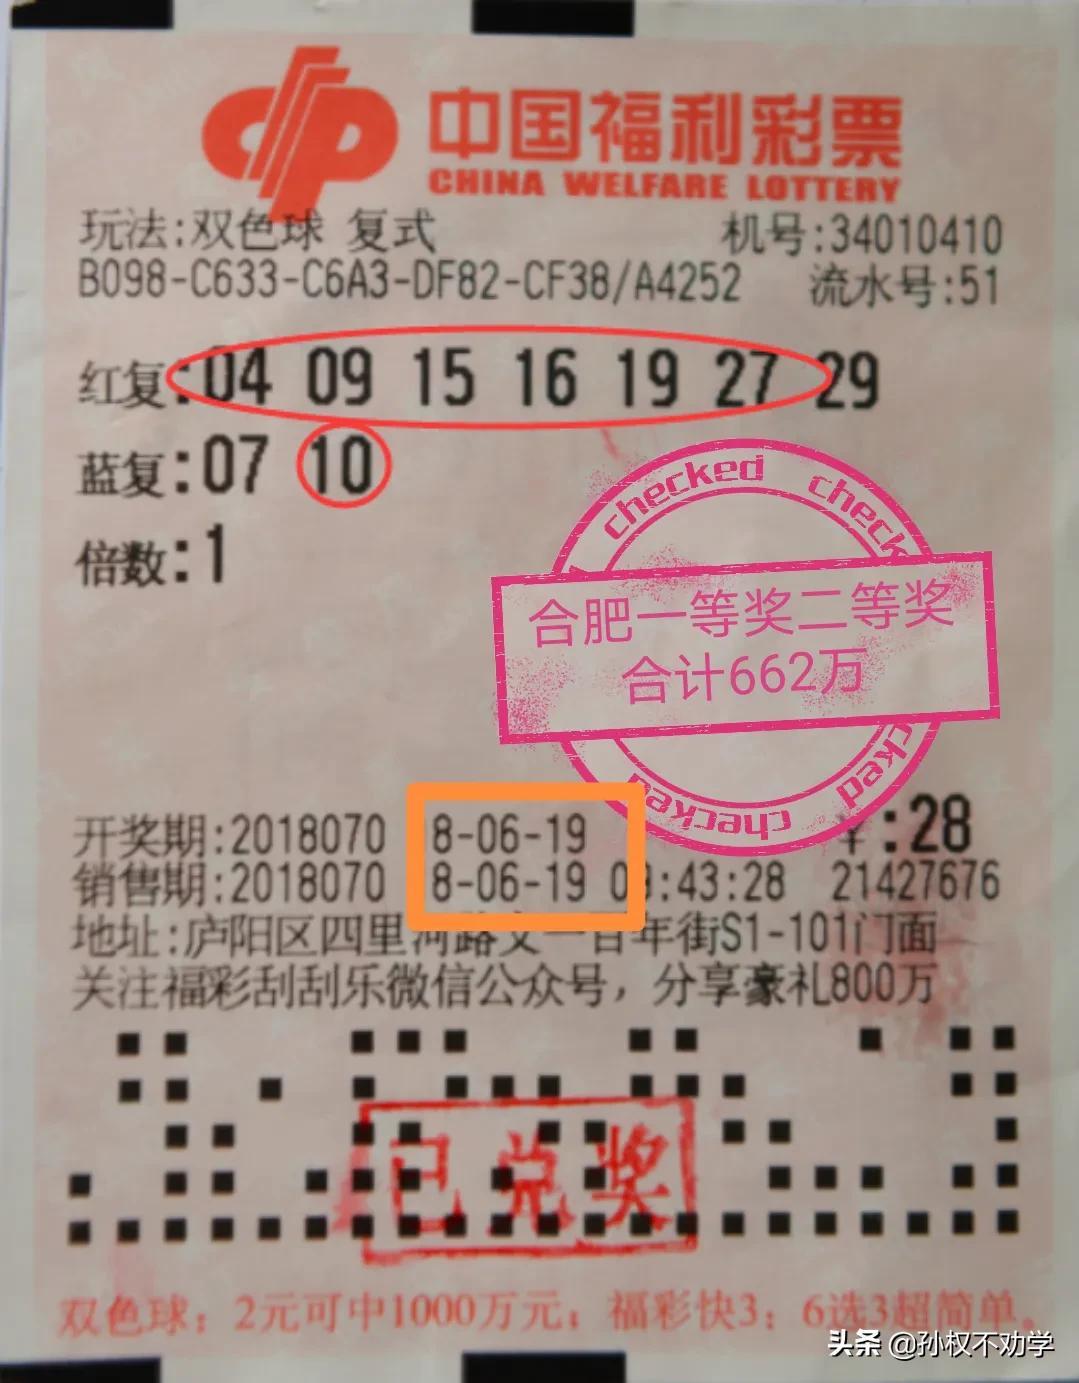 中国福利彩票
CHINA WELFARE LOTTERY
玩法:双色球 复式 机号:34010410
B098-C633-C6A3-DF82-CF38/A4252 流水号:51
红复:04 09 15 16 19 27 29
蓝复:07 10
倍数:1
checked check
合肥一等奖二等奖
合计662万
cked checked checked
开奖期:2018070 8-06-19 ¥:28
销售期:2018070 8-06-19 09:43:28 21427676
地址:庐阳区四里河路交一百年街S1-101门面
关注福彩刮刮乐微信公众号，分享豪礼800万
已兑奖
双色球：2元可中1000万元；福彩快3：6选3超简单。
头条 @孙权不劝学